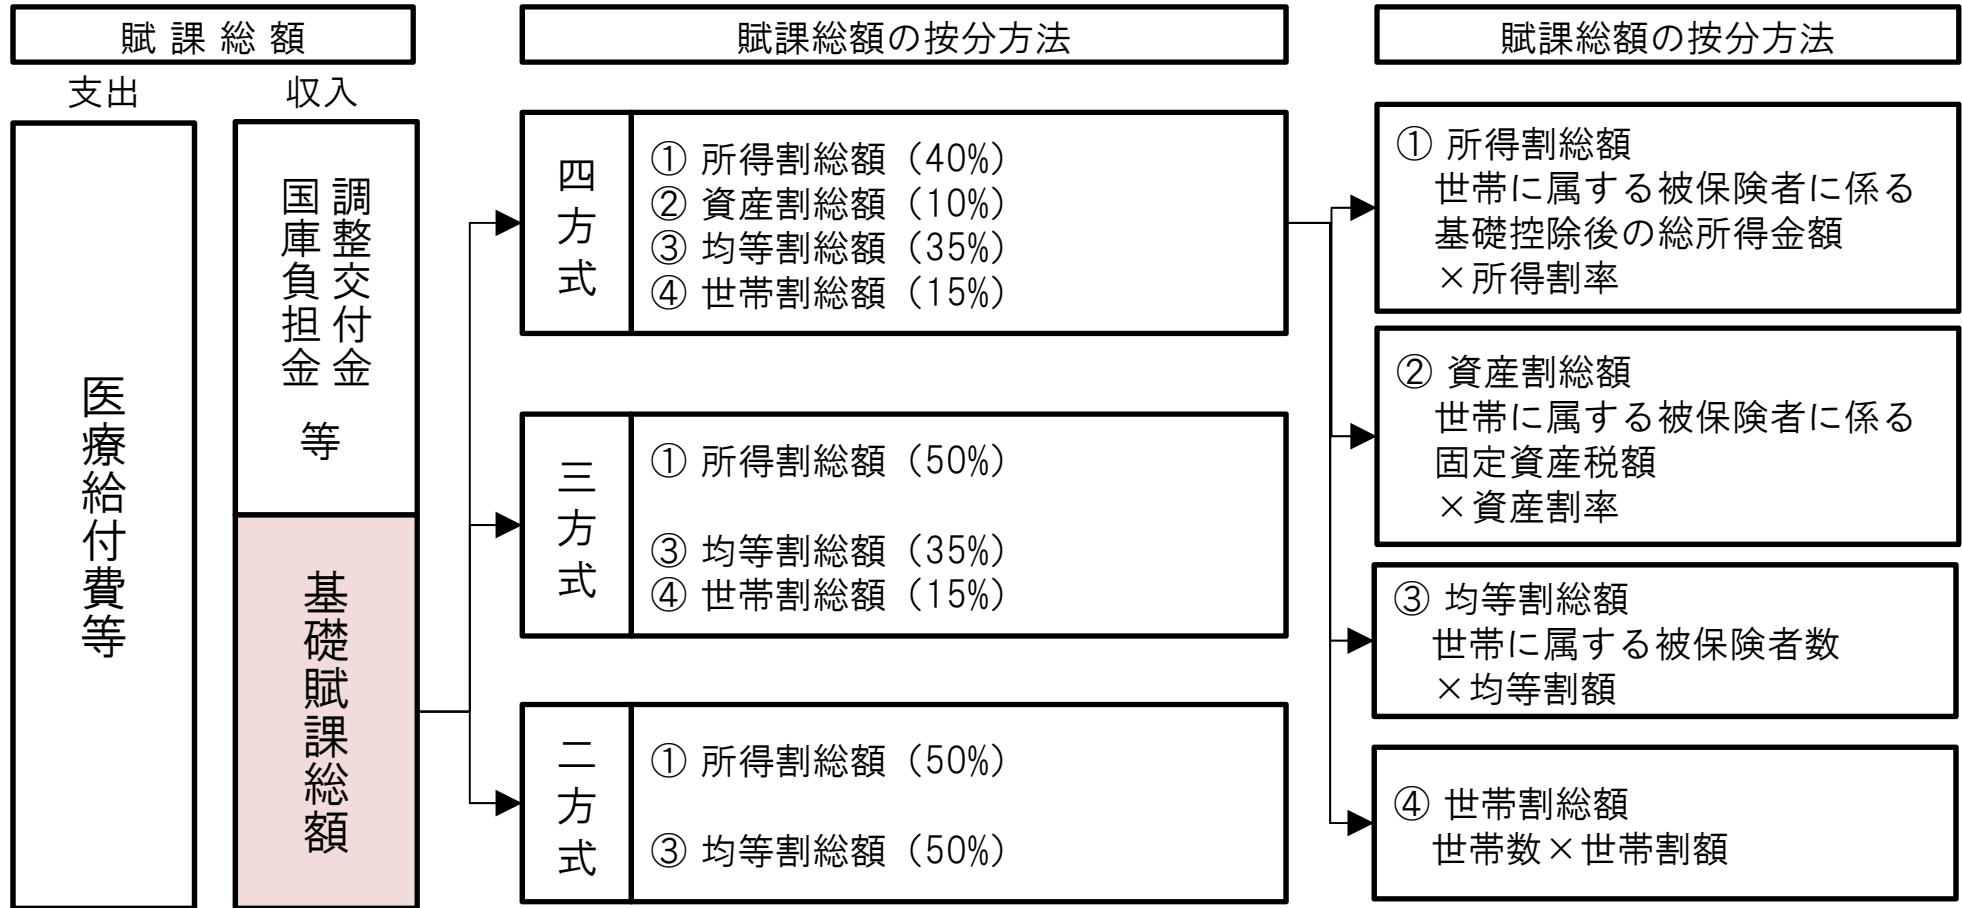 賦課総額
支出
収入
医療給付費等
調整交付金
国庫負担金
等
基礎賦課総額
賦課総額の按分方法
四方式
① 所得割総額（40%）
② 資産割総額（10%）
③ 均等割総額（35%）
④ 世帯割総額（15%）
三方式
① 所得割総額（50%）
③ 均等割総額（35%）
④ 世帯割総額（15%）
二方式
① 所得割総額（50%）
③ 均等割総額（50%）
賦課総額の按分方法
① 所得割総額
世帯に属する被保険者に係る
基礎控除後の総所得金額
×所得割率
② 資産割総額
世帯に属する被保険者に係る
固定資産税額
×資産割率
③ 均等割総額
世帯に属する被保険者数
×均等割額
④ 世帯割総額
世帯数×世帯割額